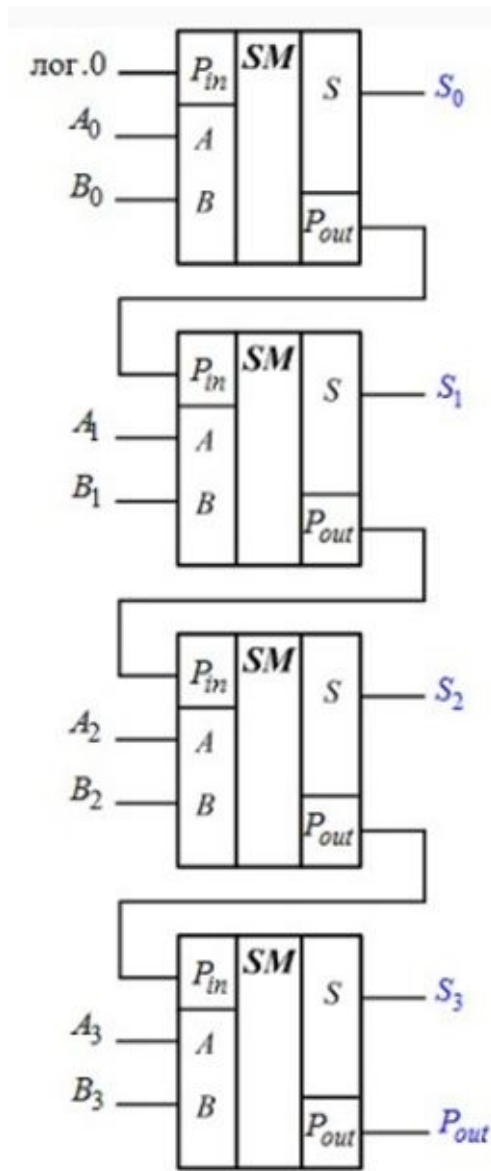 лог.0 P_in SM S S_0
A_0 A
B_0 B P_out
P_in SM S S_1
A_1 A
B_1 B P_out
P_in SM S S_2
A_2 A
B_2 B P_out
P_in SM S S_3
A_3 A
B_3 B P_out P_out